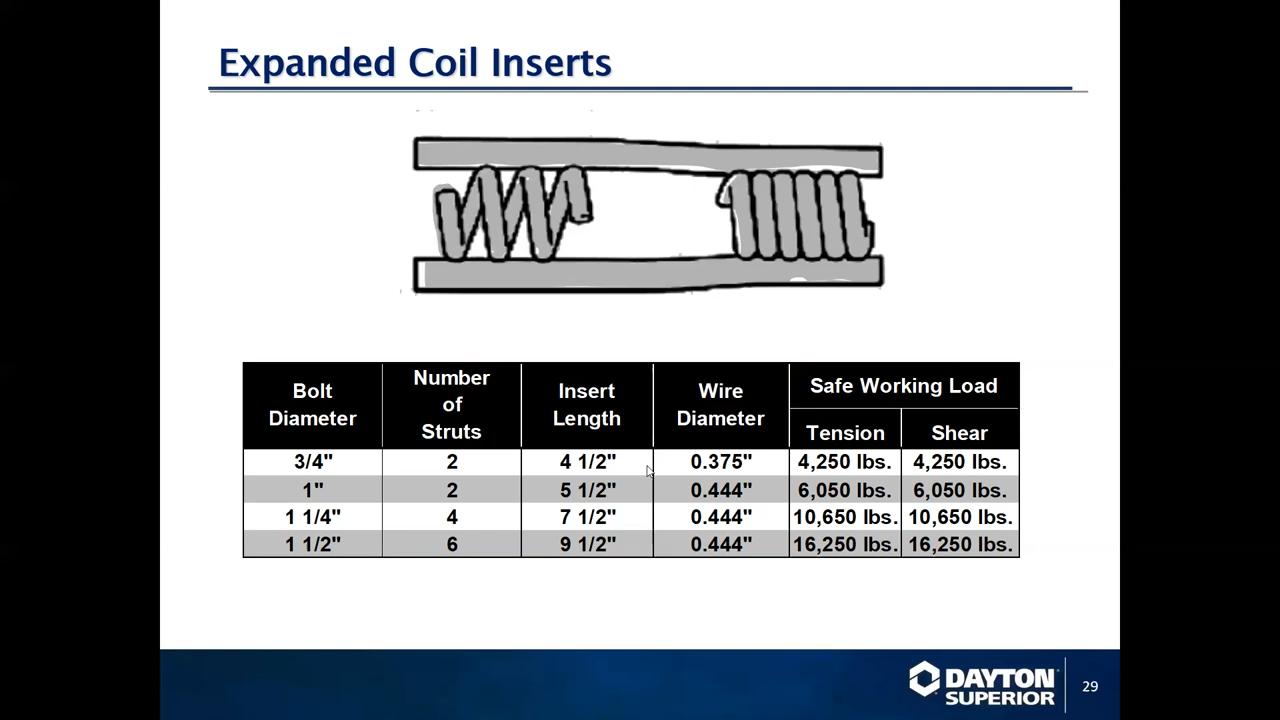 Expanded Coil Inserts
Bolt Diameter Number of Struts Insert Length Wire Diameter Safe Working Load
Tension Shear
3/4" 2 4 1/2" 0.375" 4,250 lbs. 4,250 lbs.
1" 2 5 1/2" 0.444" 6,050 lbs. 6,050 lbs.
1 1/4" 4 7 1/2" 0.444" 10,650 lbs. 10,650 lbs.
1 1/2" 6 9 1/2" 0.444" 16,250 lbs. 16,250 lbs.
DAYTON
SUPERIOR
29